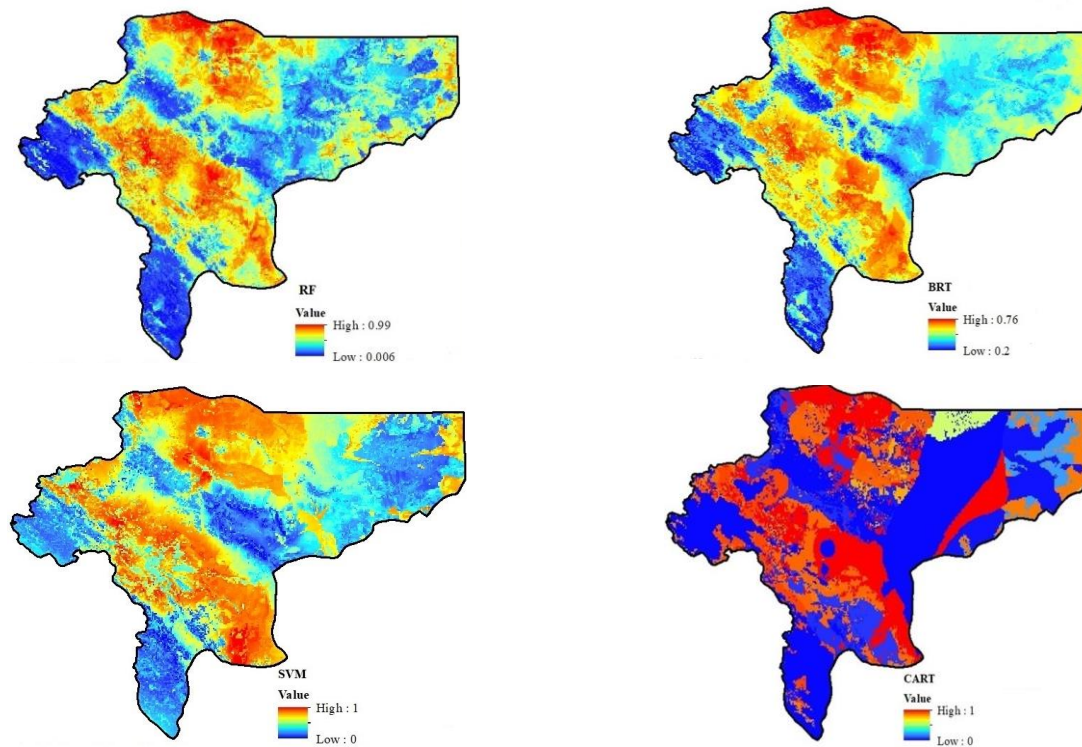 RF
Value
High : 0.99
Low : 0.006
BRT
Value
High : 0.76
Low : 0.2
SVM
Value
High : 1
Low : 0
CART
Value
High : 1
Low : 0